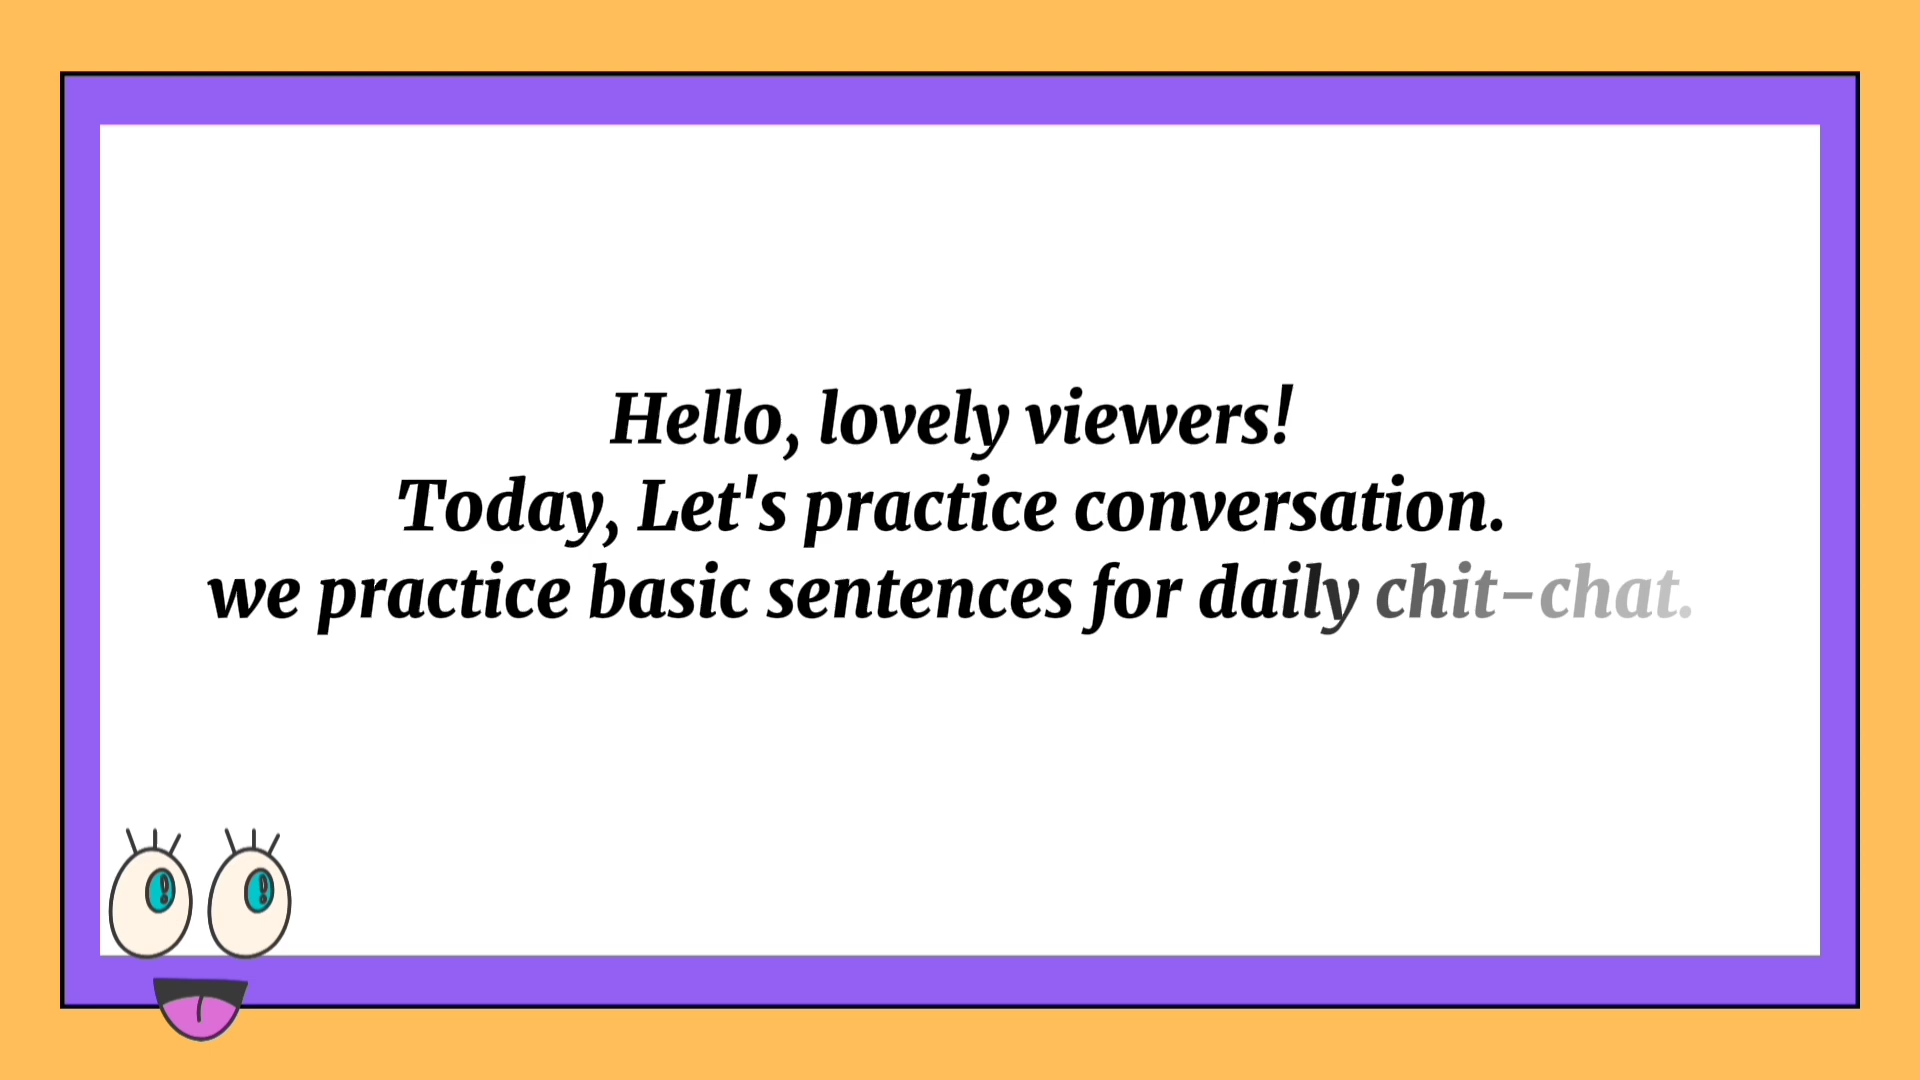 Hello, lovely viewers!
Today, Let's practice conversation.
we practice basic sentences for daily chit-chat.